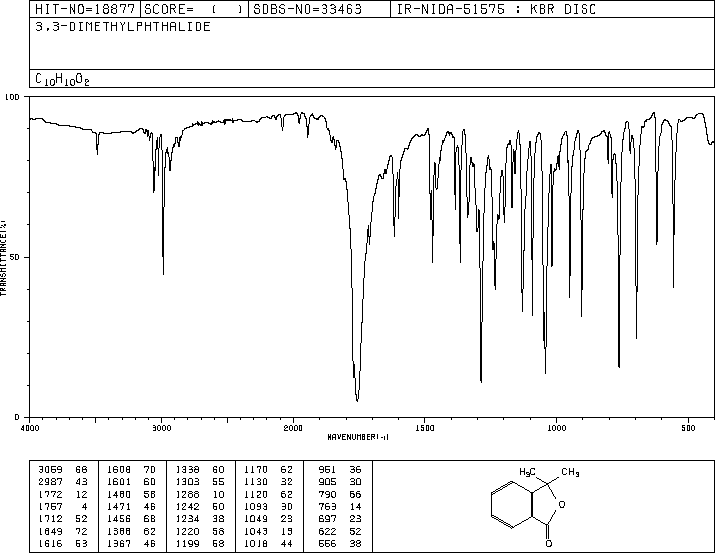 HIT-NO=18877 SCORE= ( ) SDBS-NO=33463 IR-NIDA-51575 : KBR DISC
3,3-DIMETHYLPHTHALIDE
C10H10O2
100
50
0
TRANSMITTANCE(%)
4000 3000 2000 1500 1000 500
WAVENUMBER(-1)
3059 68 1608 70 1338 60 1170 62 951 36
2987 43 1601 60 1303 55 1130 32 905 30
1772 12 1480 58 1288 10 1120 62 790 66
1757 4 1471 46 1242 50 1093 30 763 14
1712 52 1456 68 1234 38 1049 23 697 23
1649 72 1388 62 1220 58 1043 13 622 52
1616 53 1367 46 1199 58 1018 44 556 38
H3C CH3
O
O